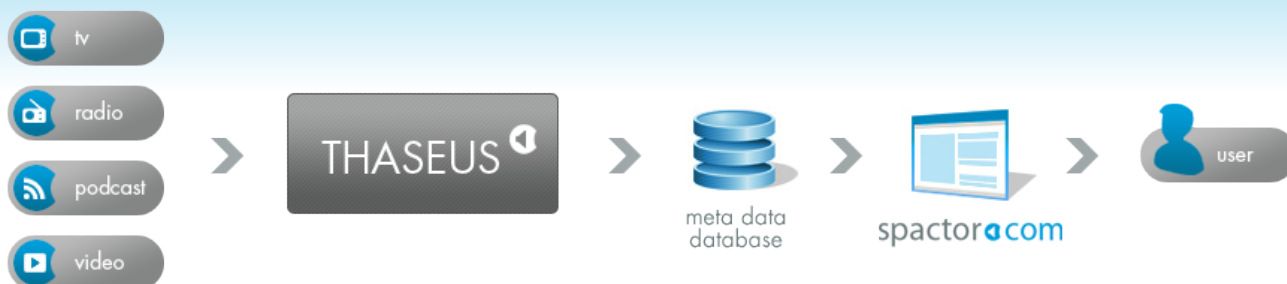 tv
radio
podcast
video
THASEUS
meta data
database
spactor com
user